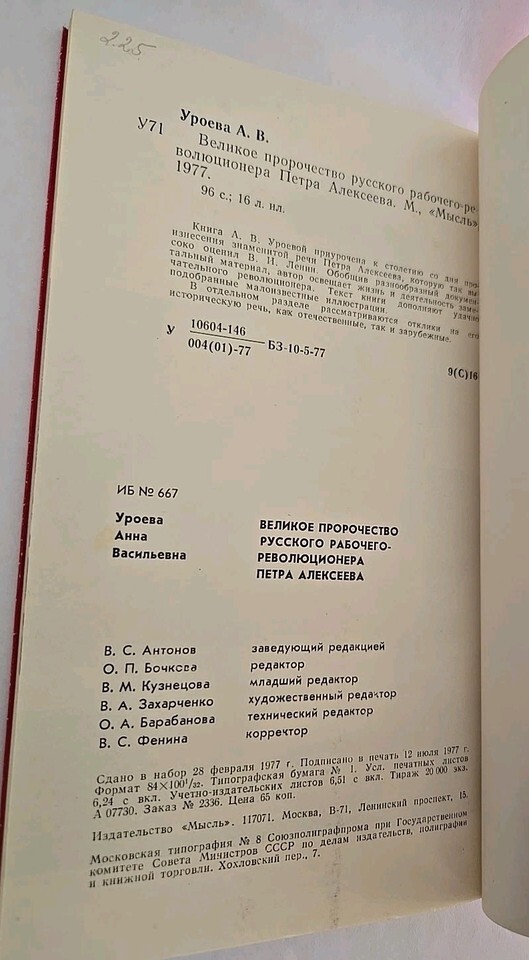 225
Уроева А. В.
У71
Великое пророчество русского рабочего-ре-
волюционера Петра Алексеева. М., «Мысль»
1977.
96 с.; 16 л. ил.
Книга А. В. Уроевой приурочена к столетию со дня про-
изнесения знаменитой речи Петра Алексеева, которую так вы-
соко оценил В. И. Ленин. Обобщив разнообразный докумен-
тальный материал, автор освещает жизнь и деятельность заме-
чательного революционера. Текст книги дополняют удачно
подобранные малоизвестные иллюстрации.
В отдельном разделе рассматриваются отклики на его
историческую речь, как отечественные, так и зарубежные.
У 10604-146
004(01)-77 БЗ-10-5-77
9(С)16
ИБ № 667
Уроева
Анна
Васильевна
ВЕЛИКОЕ ПРОРОЧЕСТВО
РУССКОГО РАБОЧЕГО-
РЕВОЛЮЦИОНЕРА
ПЕТРА АЛЕКСЕЕВА
В. С. Антонов заведующий редакцией
О. П. Бочкова редактор
В. М. Кузнецова младший редактор
В. А. Захарченко художественный редактор
О. А. Барабанова технический редактор
В. С. Фенина корректор
Сдано в набор 28 февраля 1977 г. Подписано в печать 12 июля 1977 г.
Формат 84×100¹/₃₂. Типографская бумага № 1. Усл. печатных листов
6,24 с вкл. Учетно-издательских листов 6,51 с вкл. Тираж 20 000 экз.
А 07730. Заказ № 2336. Цена 65 коп.
Издательство «Мысль». 117071. Москва, В-71, Ленинский проспект, 15.
Московская типография № 8 Союзполиграфпрома при Государственном
комитете Совета Министров СССР по делам издательств, полиграфии
и книжной торговли. Хохловский пер., 7.